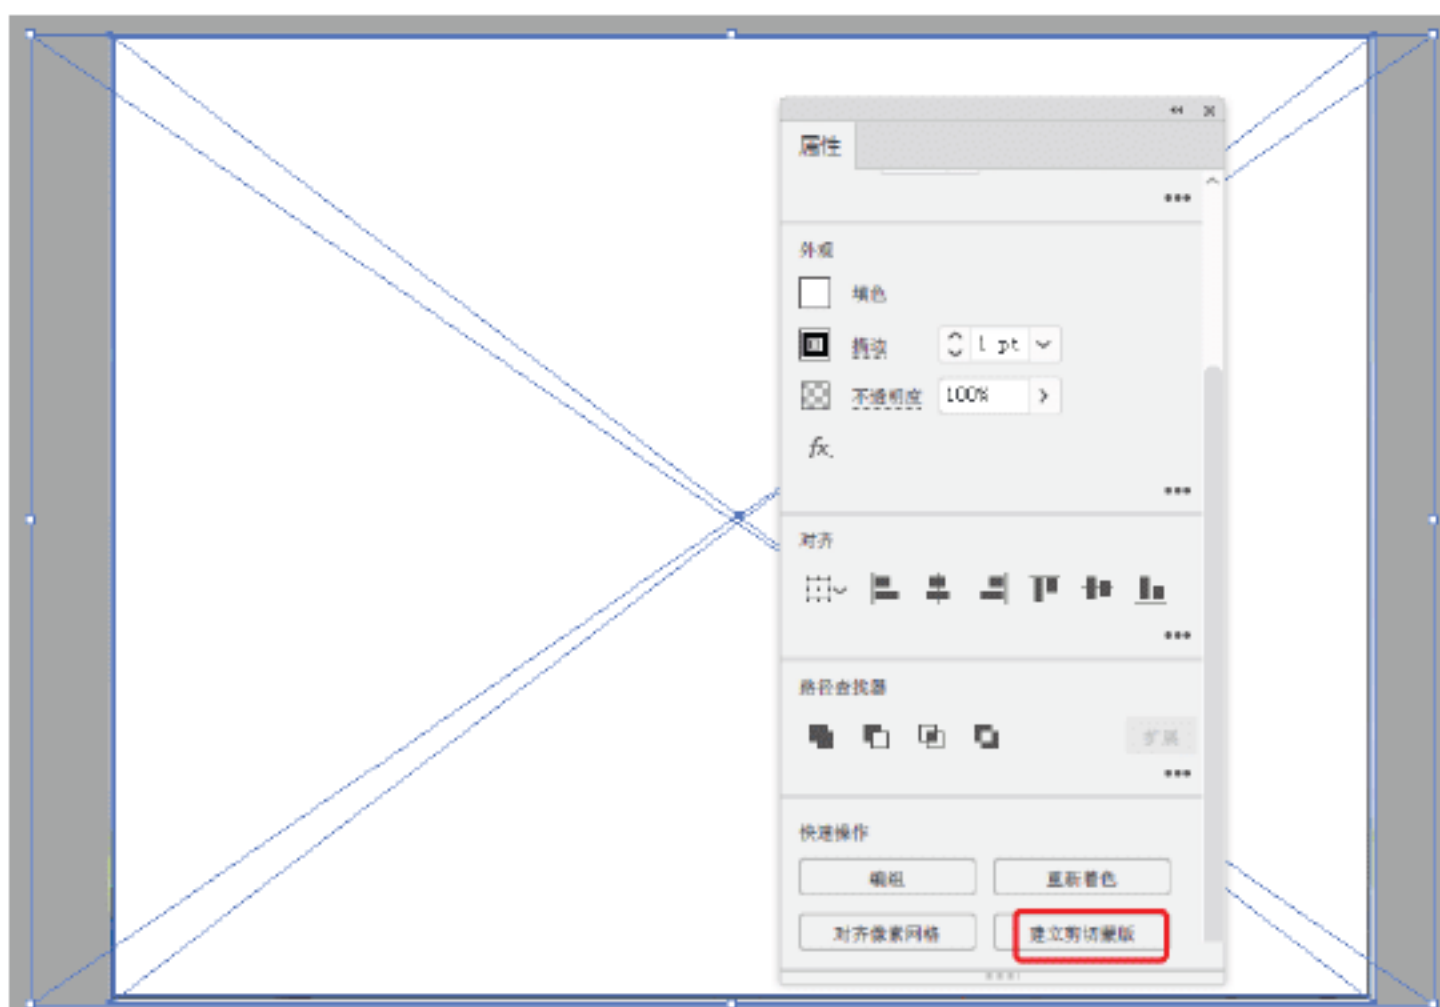 属性
外观
填色
描边 1 pt
不透明度 100%
fx.
对齐
路径查找器
扩展
快速操作
编组 重新着色
对齐像素网格 建立剪切蒙版